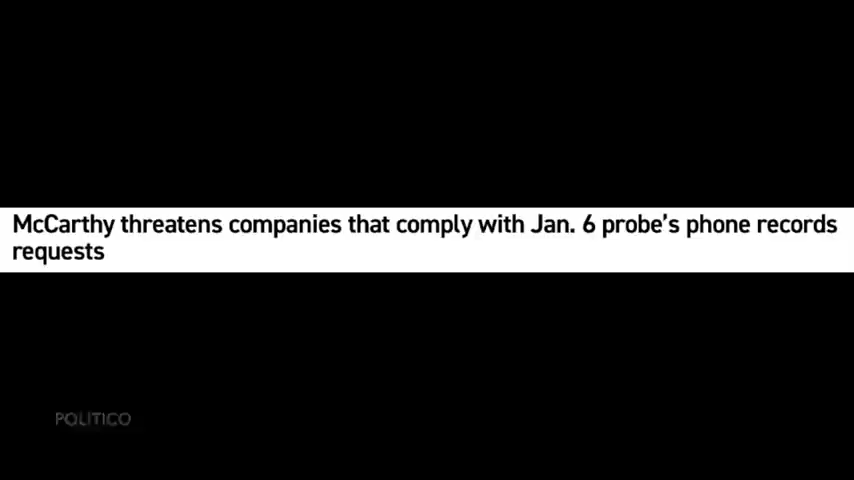 McCarthy threatens companies that comply with Jan. 6 probe’s phone records
requests
POLITICO